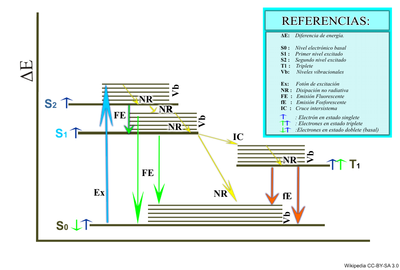 REFERENCIAS:
ΔE: Diferencia de energía.
S0 : Nivel electrónico basal
S1 : Primer nivel excitado
S2 : Segundo nivel excitado
T1 : Triplete
Vb: Niveles vibracionales
Ex: Fotón de excitación
NR : Disipación no radiativa
FE : Emisión Fluorescente
fE : Emisión Fosforescente
IC : Cruce intersistema
: Electrón en estado singlete
: Electrones en estado triplete
: Electrones en estado doblete (basal)
ΔE
Vb
NR
S2
FE
NR
Vb
S1
IC
Vb
NR
T1
FE
FE
Ex
NR
fE
Vb
S0
Wikipedia CC-BY-SA 3.0